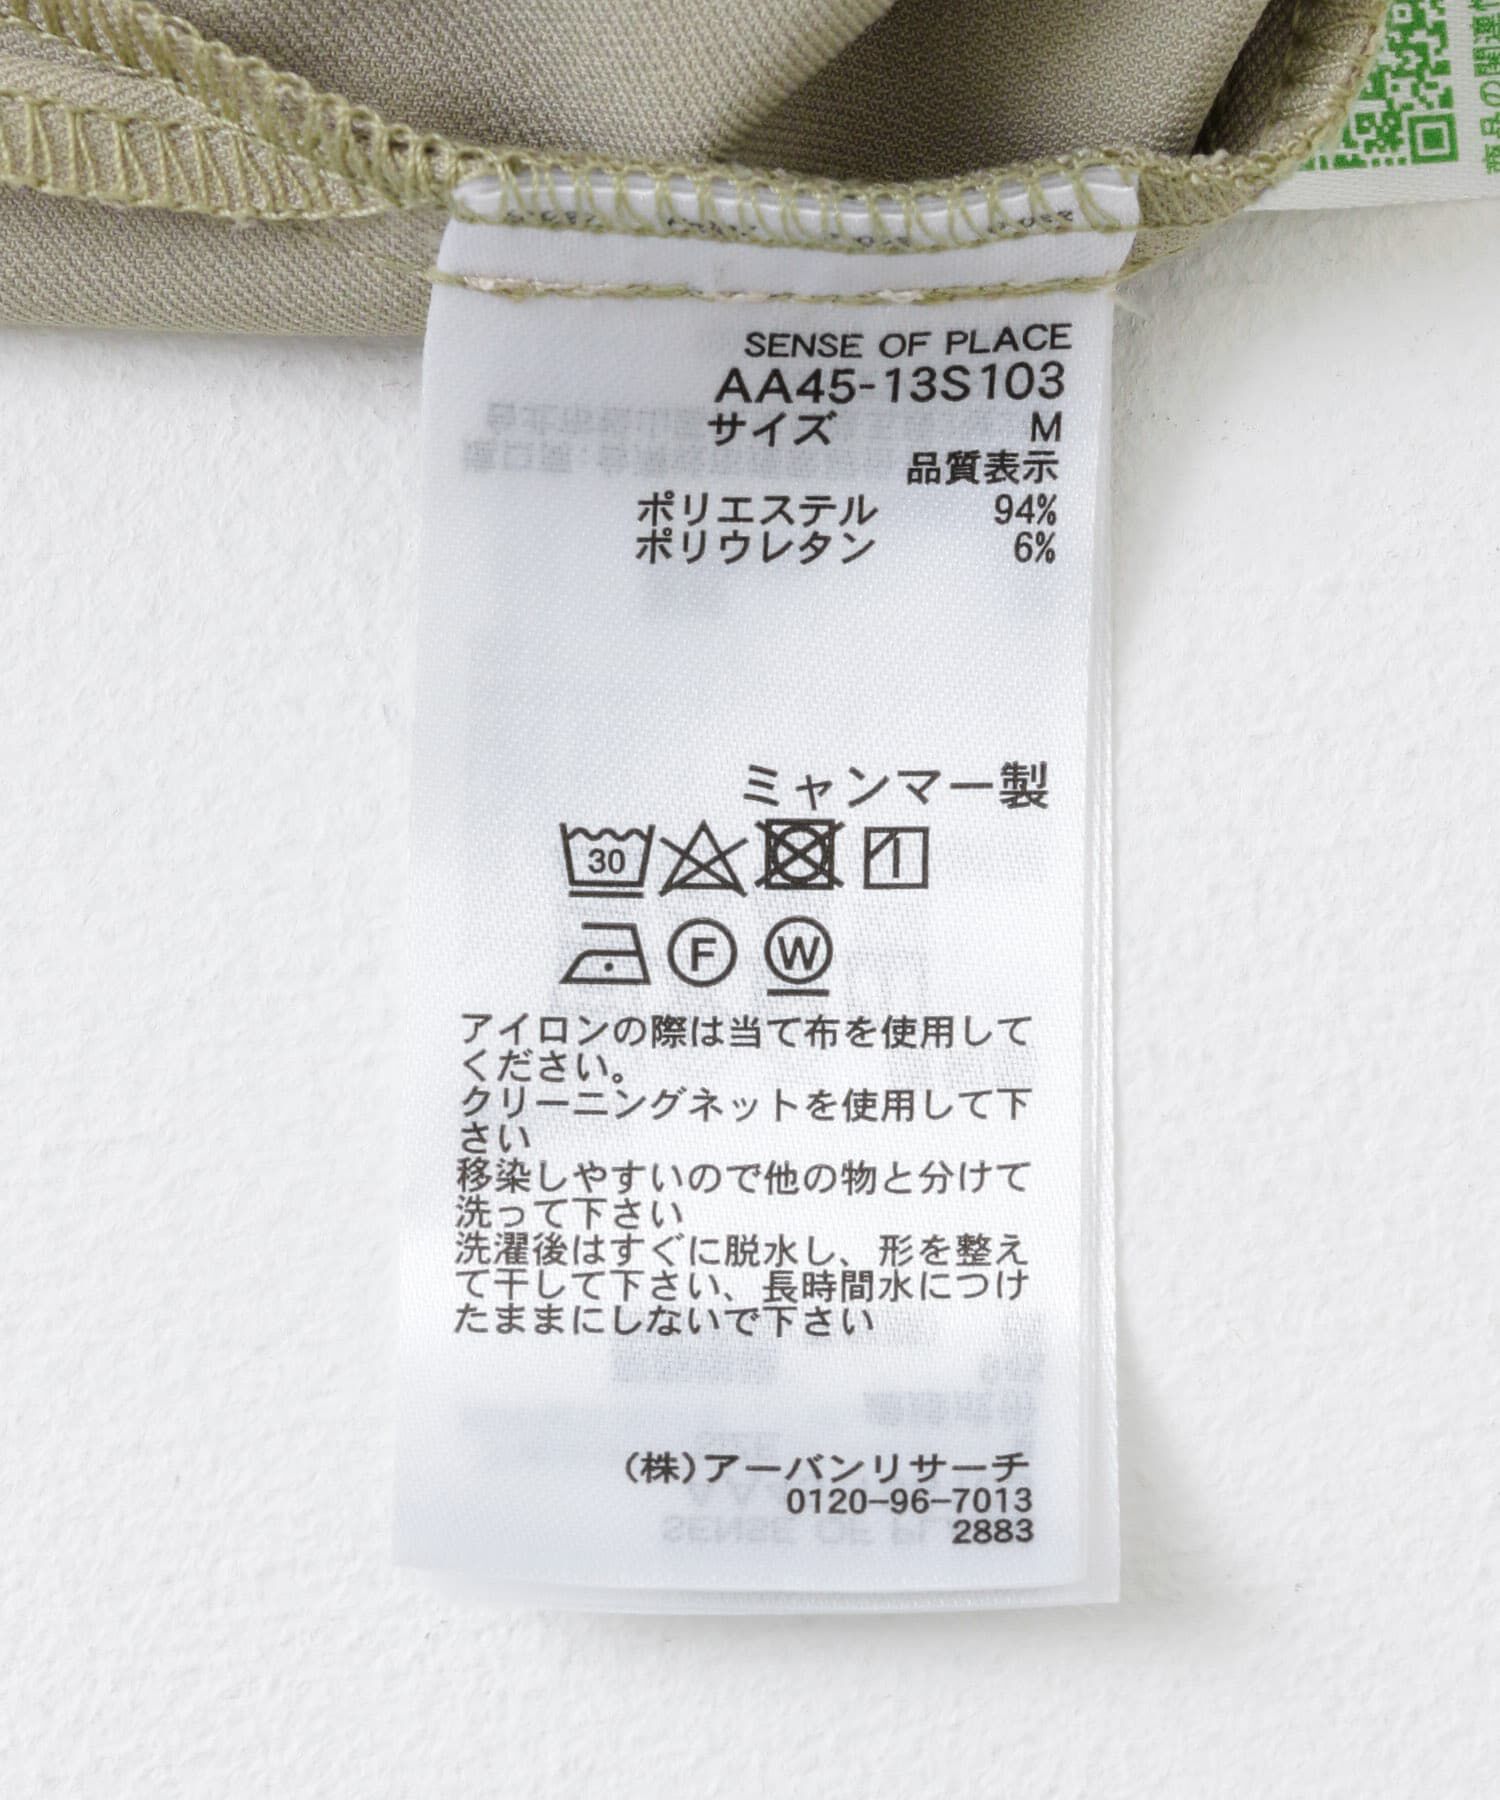 商品の関連情
SENSE OF PLACE
AA45-13S103
サイズ M
品質表示
ポリエステル 94%
ポリウレタン 6%
ミャンマー製
30
F W
アイロンの際は当て布を使用して
ください。
クリーニングネットを使用して下
さい
移染しやすいので他の物と分けて
洗って下さい
洗濯後はすぐに脱水し、形を整え
て干して下さい、長時間水につけ
たままにしないで下さい
(株)アーバンリサーチ
0120-96-7013
2883